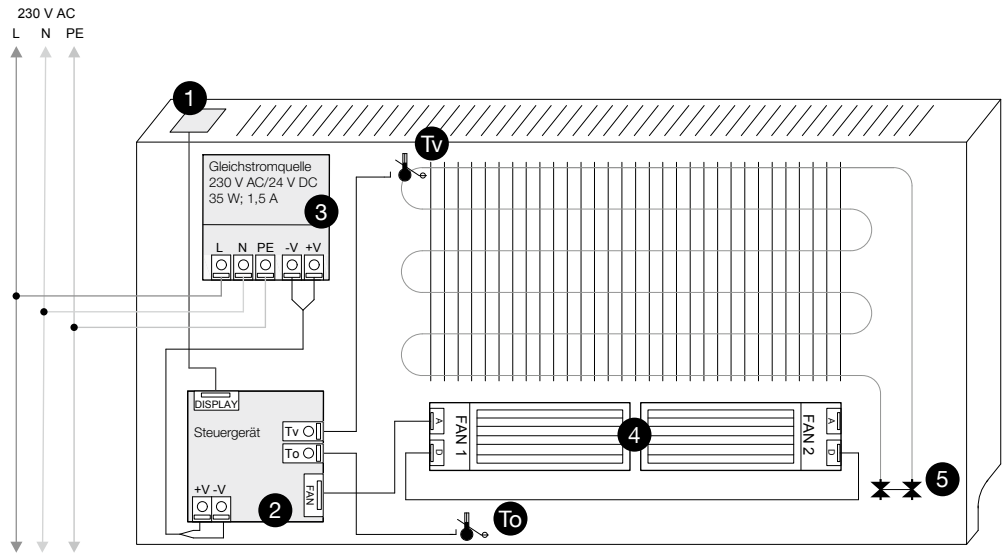 230 V AC
L N PE
1
Tv
Gleichstromquelle
230 V AC/24 V DC
35 W; 1,5 A
3
L N PE -V +V
DISPLAY
Steuergerät
Tv
To
FAN
+V -V
2
A
D
FAN 1
4
FAN 2
A
D
5
To